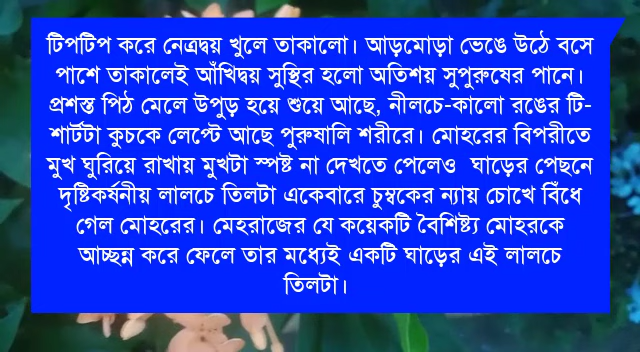 টিপটিপ করে নেত্রদ্বয় খুলে তাকালো। আড়মোড়া ভেঙে উঠে বসে
পাশে তাকালেই আঁখিদ্বয় সুস্থির হলো অতিশয় সুপুরুষের পানে।
প্রশস্ত পিঠ মেলে উপুড় হয়ে শুয়ে আছে, নীলচে-কালো রঙের টি-
শার্টটা কুচকে লেপ্টে আছে পুরুষালি শরীরে। মোহরের বিপরীতে
মুখ ঘুরিয়ে রাখায় মুখটা স্পষ্ট না দেখতে পেলেও ঘাড়ের পেছনে
দৃষ্টিকর্ষনীয় লালচে তিলটা একেবারে চুম্বকের ন্যায় চোখে বিঁধে
গেল মোহরের। মেহরাজের যে কয়েকটি বৈশিষ্ট্য মোহরকে
আচ্ছন্ন করে ফেলে তার মধ্যেই একটি ঘাড়ের এই লালচে
তিলটা।